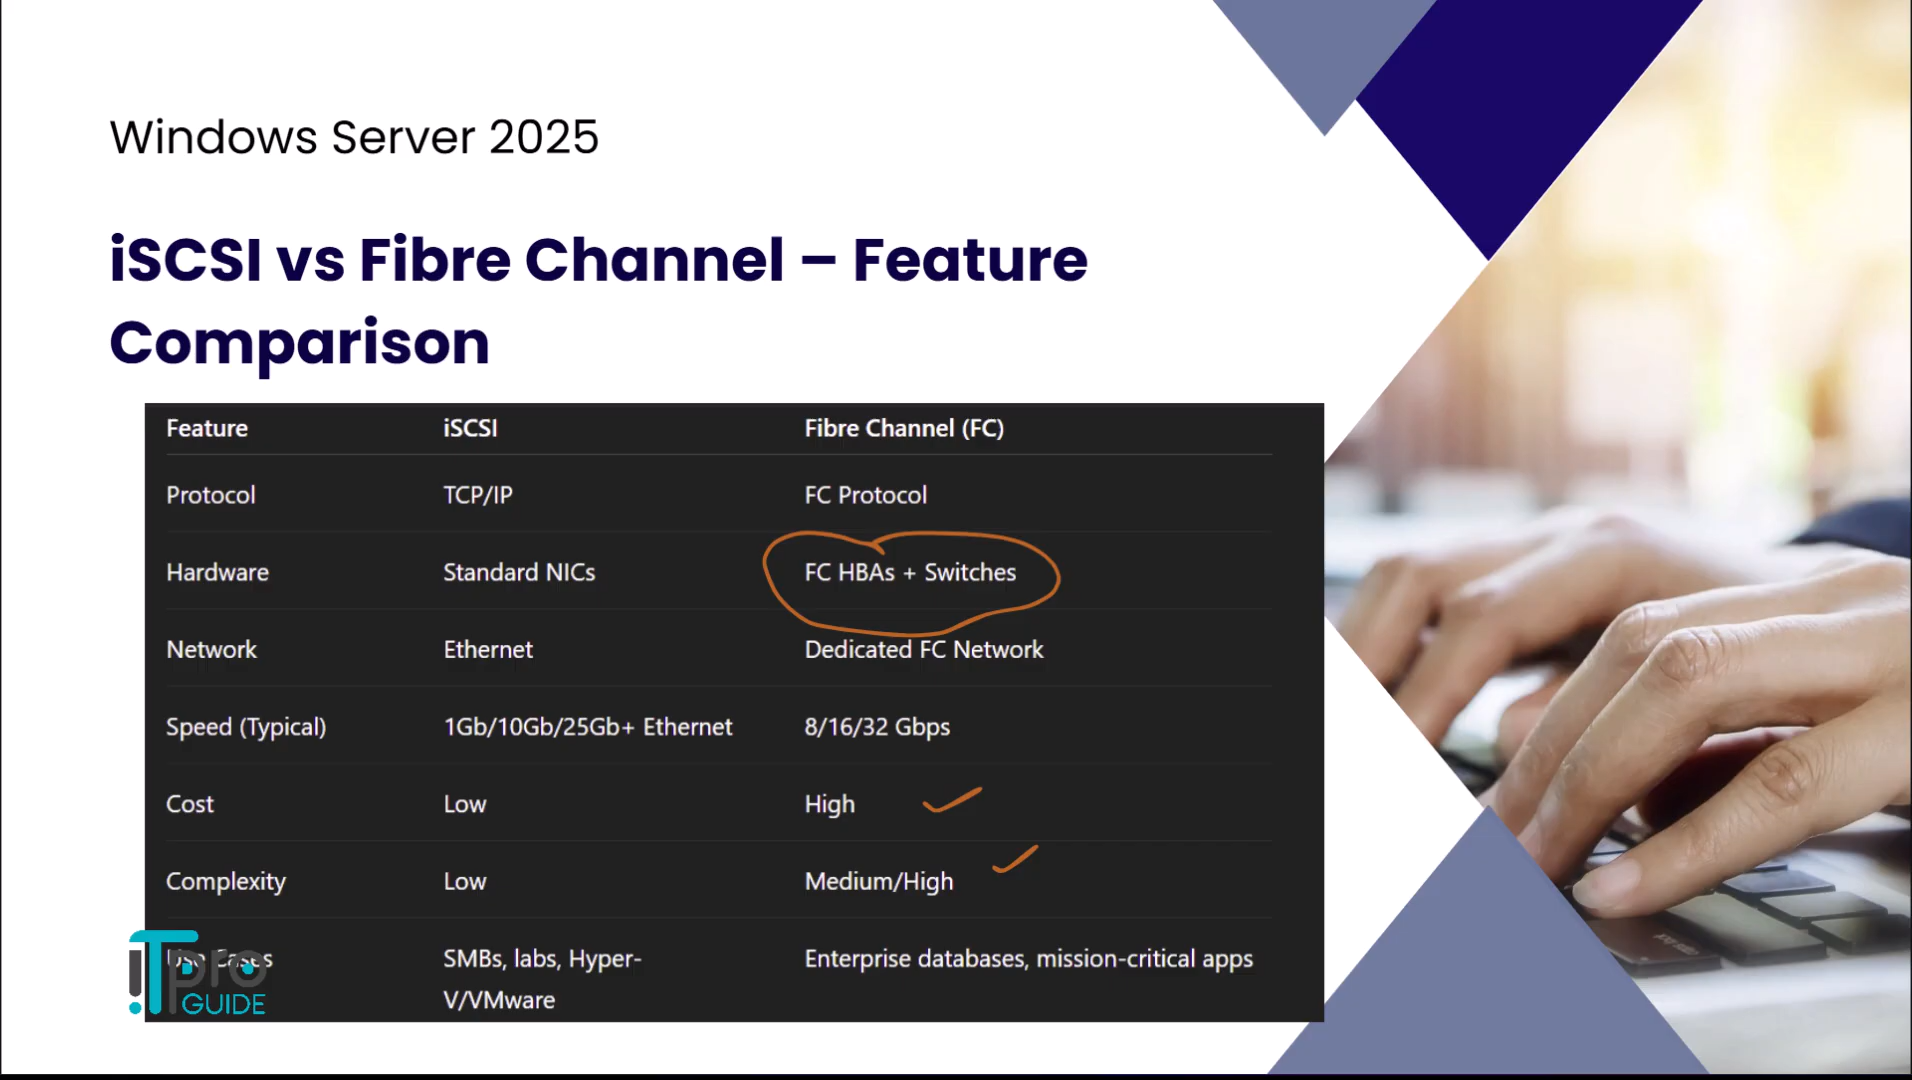 Windows Server 2025
iSCSI vs Fibre Channel – Feature
Comparison
Feature iSCSI Fibre Channel (FC)
Protocol TCP/IP FC Protocol
Hardware Standard NICs FC HBAs + Switches
Network Ethernet Dedicated FC Network
Speed (Typical) 1Gb/10Gb/25Gb+ Ethernet 8/16/32 Gbps
Cost Low High
Complexity Low Medium/High
Use Cases SMBs, labs, Hyper- Enterprise databases, mission-critical apps
V/VMware
iTpro
GUIDE